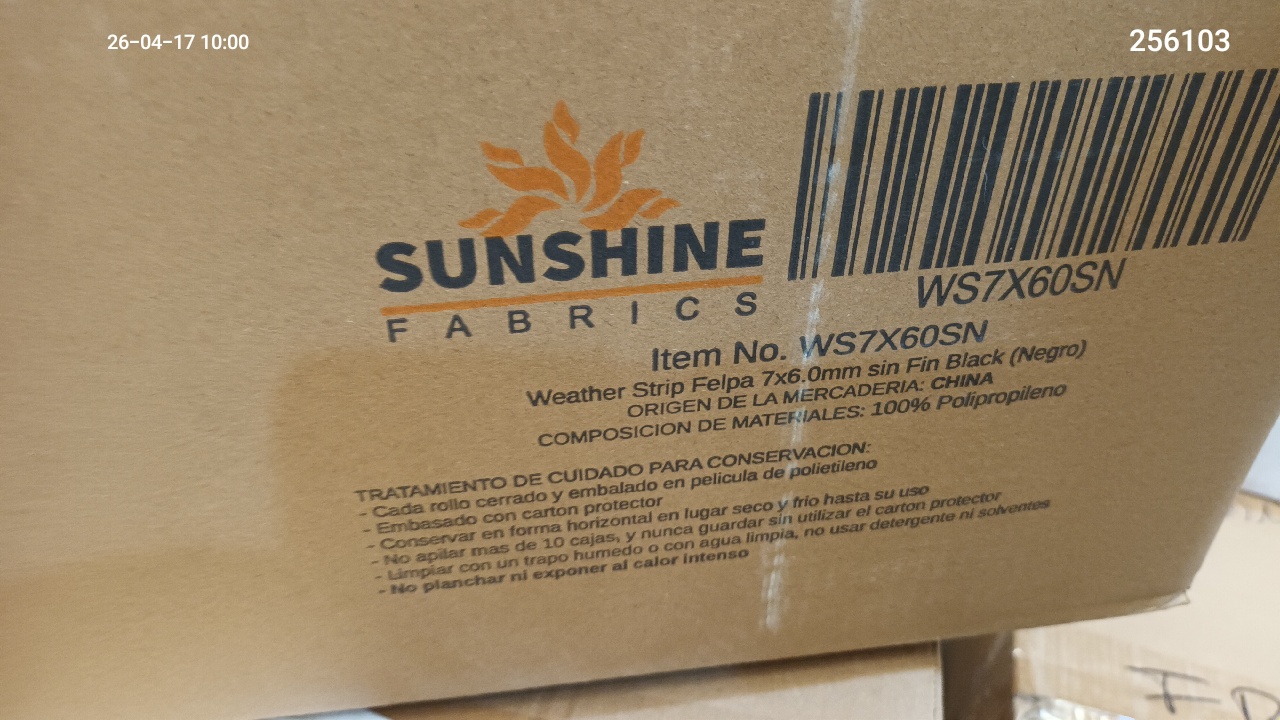 26-04-17 10:00
256103
SUNSHINE
FABRICS
WS7X60SN
Item No. WS7X60SN
Weather Strip Felpa 7x6.0mm sin Fin Black (Negro)
ORIGEN DE LA MERCADERIA: CHINA
COMPOSICION DE MATERIALES: 100% Polipropileno
TRATAMIENTO DE CUIDADO PARA CONSERVACION:
- Cada rollo cerrado y embalado en pelicula de polietileno
- Embasado con carton protector
- Conservar en forma horizontal en lugar seco y frio hasta su uso
- No apilar mas de 10 cajas, y nunca guardar sin utilizar el carton protector
- Limpiar con un trapo humedo o con agua limpia, no usar detergente ni solventes
- No planchar ni exponer al calor intenso